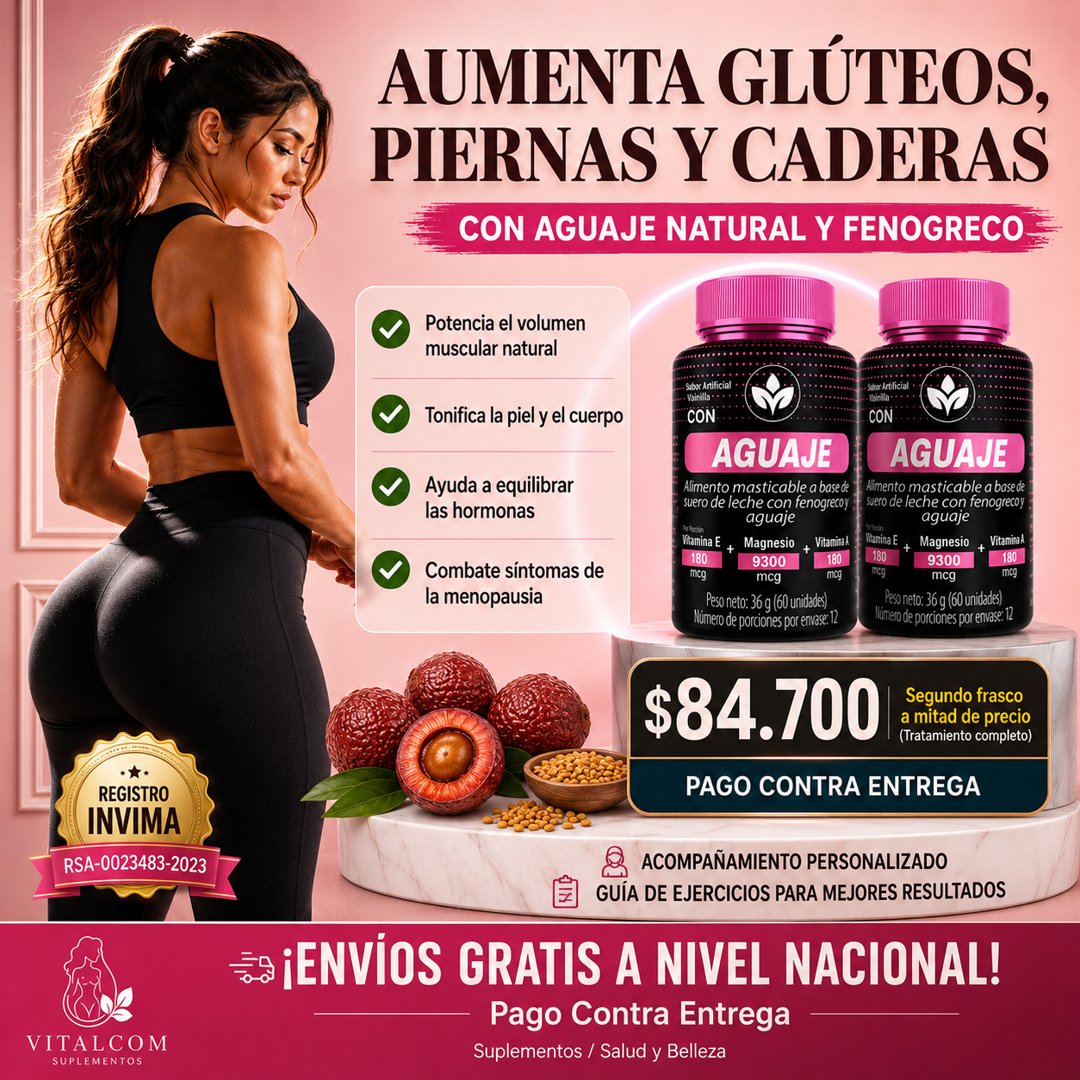 AUMENTA GLÚTEOS,
PIERNAS Y CADERAS
CON AGUAJE NATURAL Y FENOGRECO
Potencia el volumen
muscular natural
Tonifica la piel y el cuerpo
Ayuda a equilibrar
las hormonas
Combate síntomas de
la menopausia
Sabor Artificial
Vainilla
CON
AGUAJE
Alimento masticable a base de
suero de leche con fenogreco y
aguaje
Por Porción
Vitamina E + Magnesio + Vitamina A
180 mcg 9300 mcg 180 mcg
Peso neto: 36 g (60 unidades)
Número de porciones por envase: 12
Sabor Artificial
Vainilla
CON
AGUAJE
Alimento masticable a base de
suero de leche con fenogreco y
aguaje
Por Porción
Vitamina E + Magnesio + Vitamina A
180 mcg 9300 mcg 180 mcg
Peso neto: 36 g (60 unidades)
Número de porciones por envase: 12
$84.700
Segundo frasco
a mitad de precio
(Tratamiento completo)
PAGO CONTRA ENTREGA
REGISTRO
INVIMA
RSA-0023483-2023
ACOMPAÑAMIENTO PERSONALIZADO
GUÍA DE EJERCICIOS PARA MEJORES RESULTADOS
¡ENVÍOS GRATIS A NIVEL NACIONAL!
Pago Contra Entrega
Suplementos / Salud y Belleza
VITALCOM
SUPLEMENTOS